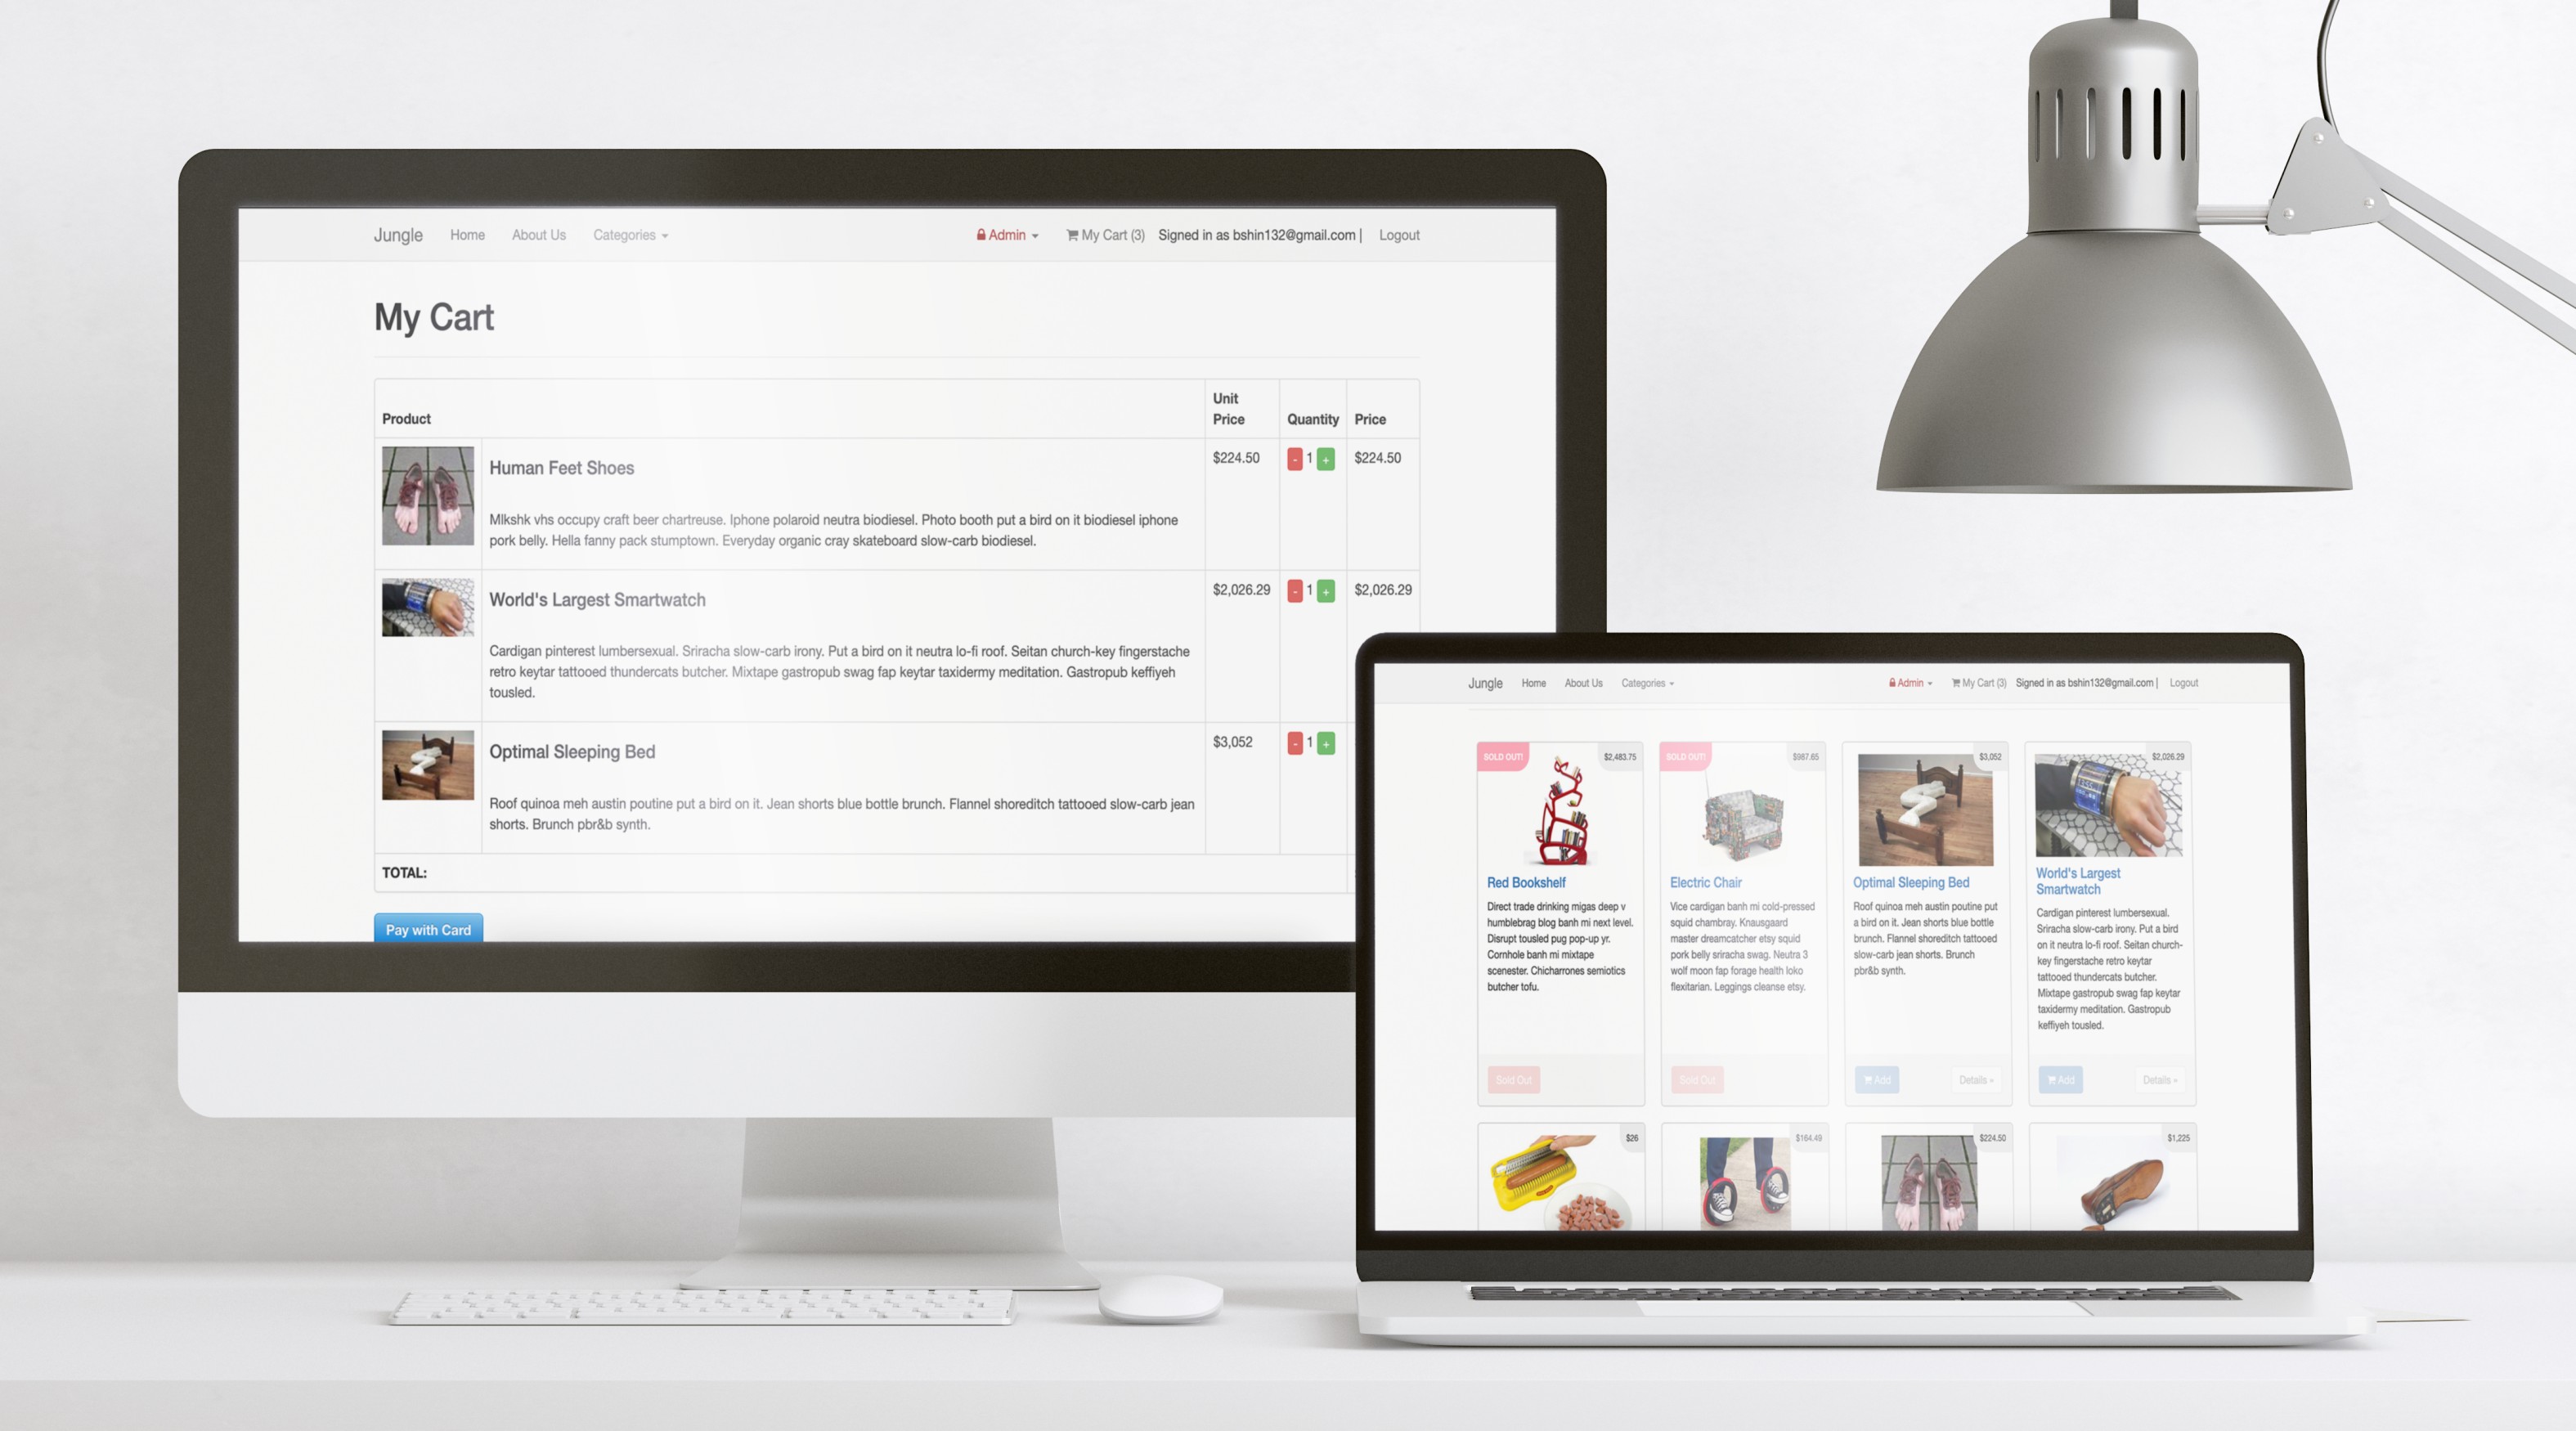 Jungle Home About Us Categories Admin My Cart (3) Signed in as bshin132@gmail.com | Logout
My Cart
Product Unit Price Quantity Price
Human Feet Shoes $224.50 - 1 + $224.50
Mlkshk vhs occupy craft beer chartreuse. Iphone polaroid neutra biodiesel. Photo booth put a bird on it biodiesel iphone
pork belly. Hella fanny pack stumptown. Everyday organic cray skateboard slow-carb biodiesel.
World's Largest Smartwatch $2,026.29 - 1 + $2,026.29
Cardigan pinterest lumbersexual. Sriracha slow-carb irony. Put a bird on it neutra lo-fi roof. Seitan church-key fingerstache
retro keytar tattooed thundercats butcher. Mixtape gastropub swag fap keytar taxidermy meditation. Gastropub keffiyeh
tousled.
Optimal Sleeping Bed $3,052 - 1 +
Roof quinoa meh austin poutine put a bird on it. Jean shorts blue bottle brunch. Flannel shoreditch tattooed slow-carb jean
shorts. Brunch pbr&b synth.
TOTAL:
Pay with Card
Jungle Home About Us Categories Admin My Cart (3) Signed in as bshin132@gmail.com | Logout
SOLD OUT! $2,483.75
Red Bookshelf
Direct trade drinking migas deep v
humblebrag blog banh mi next level.
Disrupt tousled pug pop-up yr.
Cornhole banh mi mixtape
scenester. Chicharrones semiotics
butcher tofu.
Sold Out
SOLD OUT! $987.65
Electric Chair
Vice cardigan banh mi cold-pressed
squid chambray. Knausgaard
master dreamcatcher etsy squid
pork belly sriracha swag. Neutra 3
wolf moon fap forage health loko
flexitarian. Leggings cleanse etsy.
Sold Out
$3,052
Optimal Sleeping Bed
Roof quinoa meh austin poutine put
a bird on it. Jean shorts blue bottle
brunch. Flannel shoreditch tattooed
slow-carb jean shorts. Brunch
pbr&b synth.
Add Details »
$2,026.29
World's Largest
Smartwatch
Cardigan pinterest lumbersexual.
Sriracha slow-carb irony. Put a bird
on it neutra lo-fi roof. Seitan church-
key fingerstache retro keytar
tattooed thundercats butcher.
Mixtape gastropub swag fap keytar
taxidermy meditation. Gastropub
keffiyeh tousled.
Add Details »
$26
$164.49
$224.50
$1,225